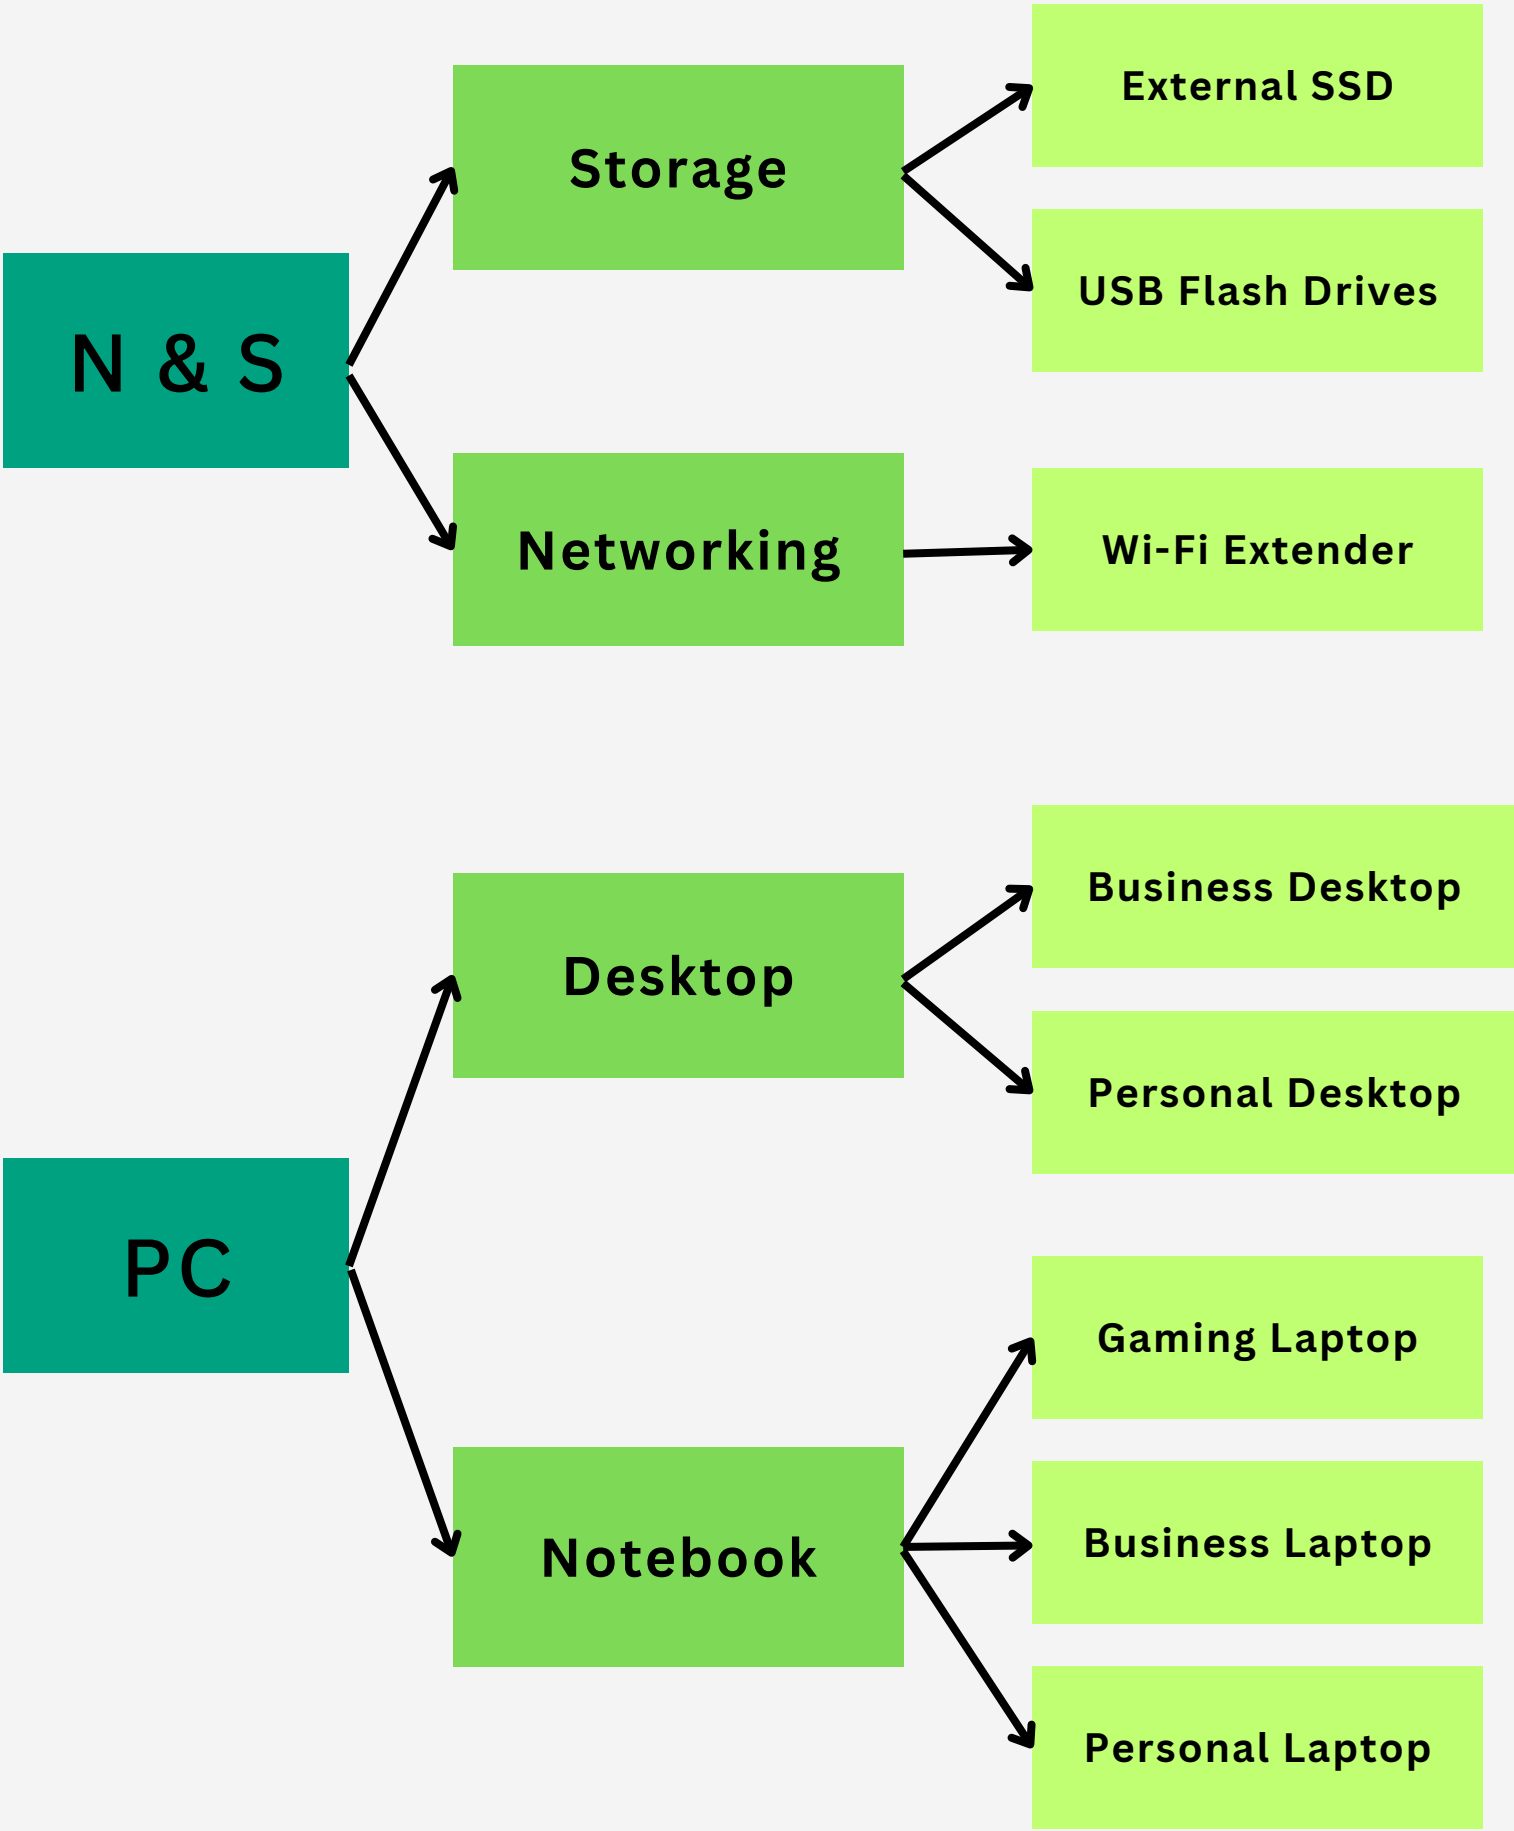 N & S
Storage
External SSD
USB Flash Drives
Networking
Wi-Fi Extender
PC
Desktop
Business Desktop
Personal Desktop
Notebook
Gaming Laptop
Business Laptop
Personal Laptop